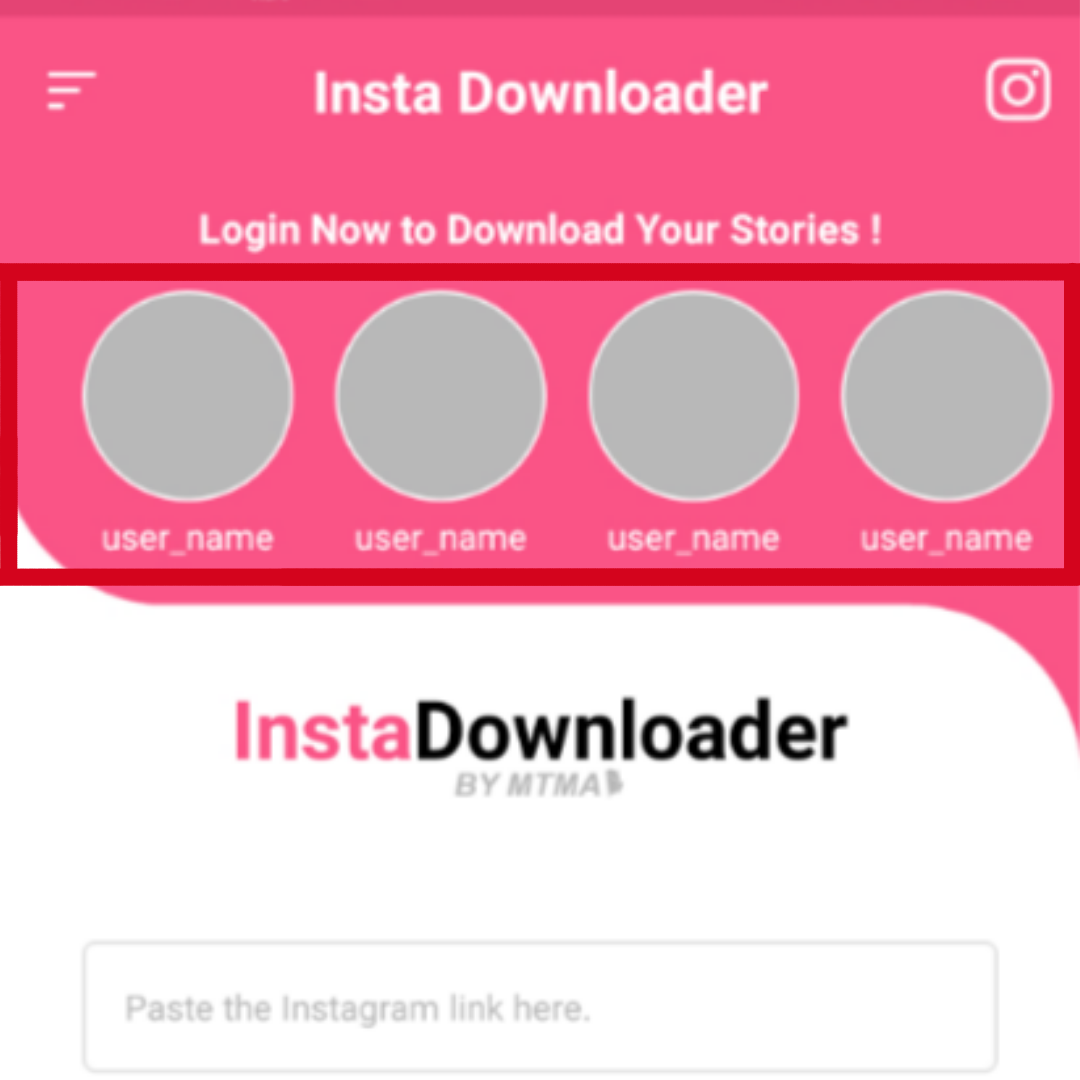 Insta Downloader
Login Now to Download Your Stories !
user_name user_name user_name user_name
InstaDownloader
BY MTMA
Paste the Instagram link here.